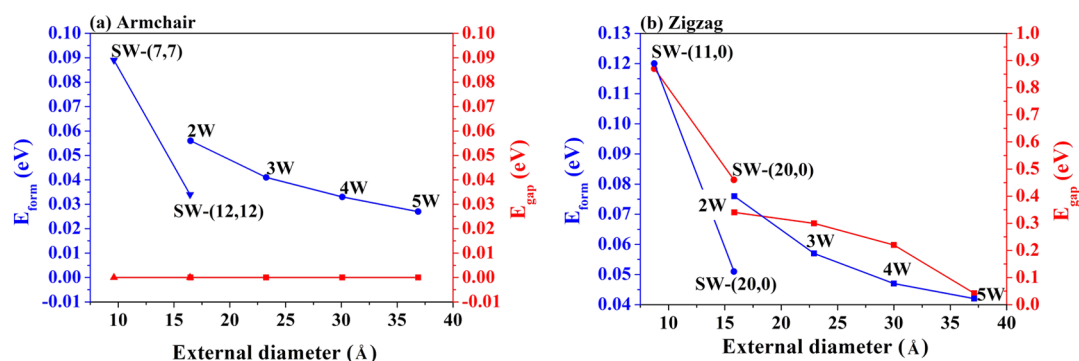 (a) Armchair
0.10
0.09
0.08
0.07
0.06
0.05
0.04
0.03
0.02
0.01
0.00
-0.01
E_form (eV)
SW-(7,7)
2W
3W
4W
5W
SW-(12,12)
0.10
0.09
0.08
0.07
0.06
0.05
0.04
0.03
0.02
0.01
0.00
-0.01
E_gap (eV)
10 15 20 25 30 35 40
External diameter (Å)
(b) Zigzag
0.13
0.12
0.11
0.10
0.09
0.08
0.07
0.06
0.05
0.04
E_form (eV)
SW-(11,0)
SW-(20,0)
2W
3W
4W
5W
SW-(20,0)
1.0
0.9
0.8
0.7
0.6
0.5
0.4
0.3
0.2
0.1
0.0
E_gap (eV)
10 15 20 25 30 35 40
External diameter (Å)